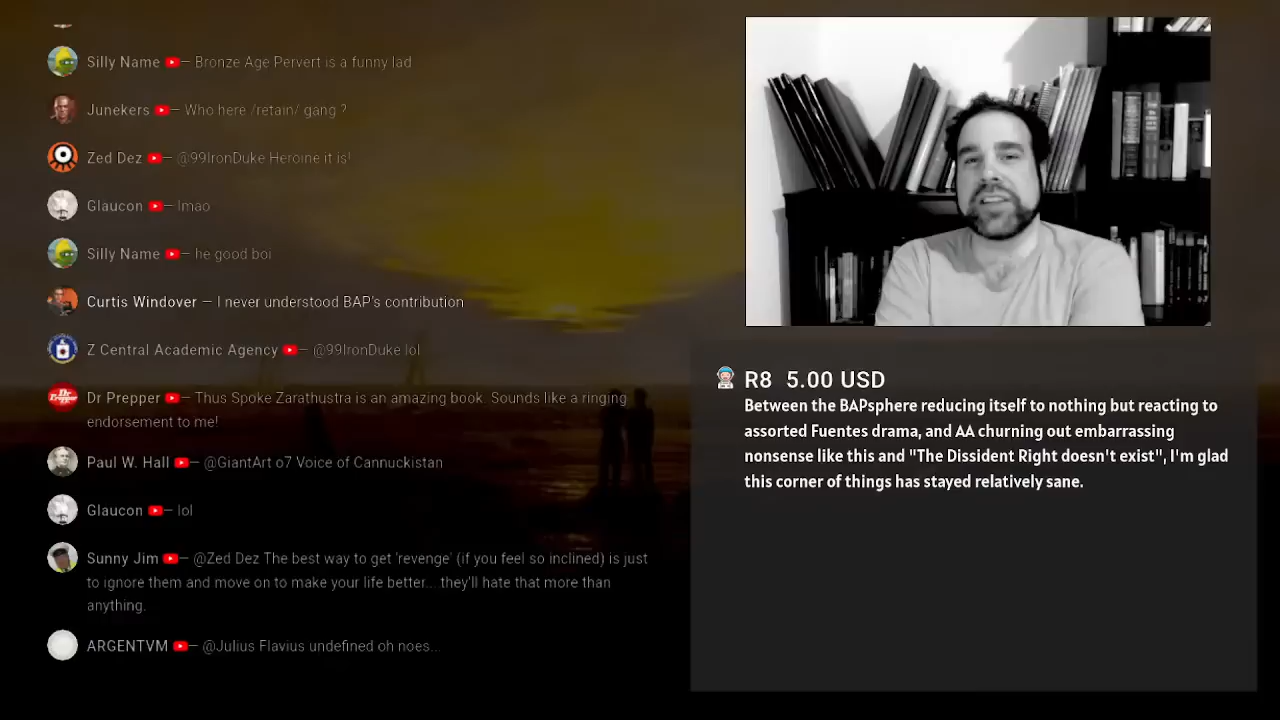 Silly Name — Bronze Age Pervert is a funny lad
Junekers — Who here /retain/ gang ?
Zed Dez — @99IronDuke Heroine it is!
Glaucon — lmao
Silly Name — he good boi
Curtis Windover — I never understood BAP's contribution
Z Central Academic Agency — @99IronDuke lol
Dr Prepper — Thus Spoke Zarathustra is an amazing book. Sounds like a ringing
endorsement to me!
Paul W. Hall — @GiantArt o7 Voice of Cannuckistan
Glaucon — lol
Sunny Jim — @Zed Dez The best way to get 'revenge' (if you feel so inclined) is just
to ignore them and move on to make your life better... they'll hate that more than
anything.
ARGENTVM — @Julius Flavius undefined oh noes...
R8 5.00 USD
Between the BAPsphere reducing itself to nothing but reacting to
assorted Fuentes drama, and AA churning out embarrassing
nonsense like this and "The Dissident Right doesn't exist", I'm glad
this corner of things has stayed relatively sane.